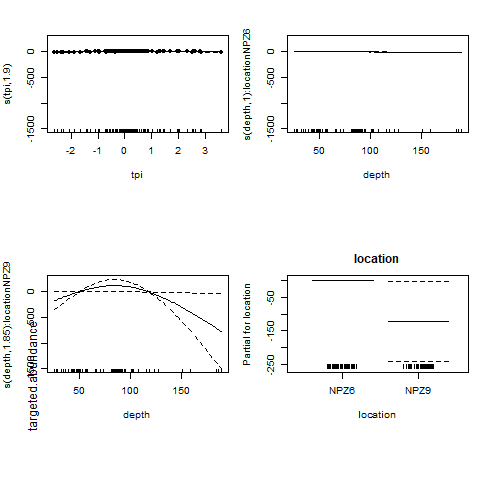 s(tpi,1.9)
0
-500
-1500
-2 -1 0 1 2 3
tpi
s(depth,1):locationNPZ6
0
-500
-1500
50 100 150
depth
s(depth,1.85):locationNPZ9
targeted.abundance
0
-500
-1500
50 100 150
depth
location
Partial for location
-50
-150
-250
NPZ6 NPZ9
location